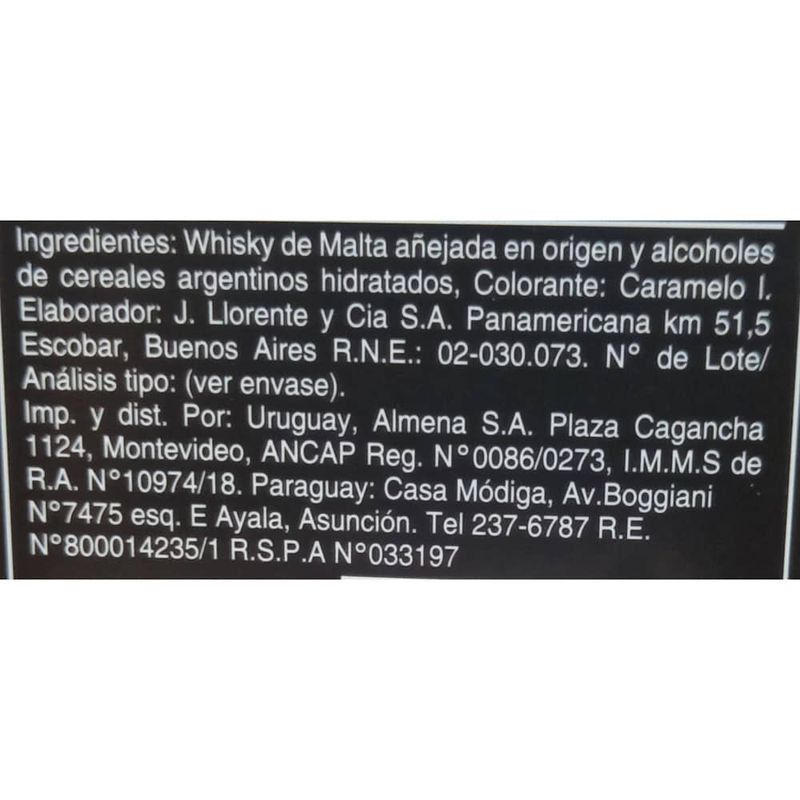 Ingredientes: Whisky de Malta añejada en origen y alcoholes
de cereales argentinos hidratados, Colorante: Caramelo I.
Elaborador: J. Llorente y Cia S.A. Panamericana km 51,5
Escobar, Buenos Aires R.N.E.: 02-030.073. N° de Lote/
Análisis tipo: (ver envase).
Imp. y dist. Por: Uruguay, Almena S.A. Plaza Cagancha
1124, Montevideo, ANCAP Reg. N°0086/0273, I.M.M.S de
R.A. N°10974/18. Paraguay: Casa Módiga, Av.Boggiani
N°7475 esq. E Ayala, Asunción. Tel 237-6787 R.E.
N°800014235/1 R.S.P.A N°033197